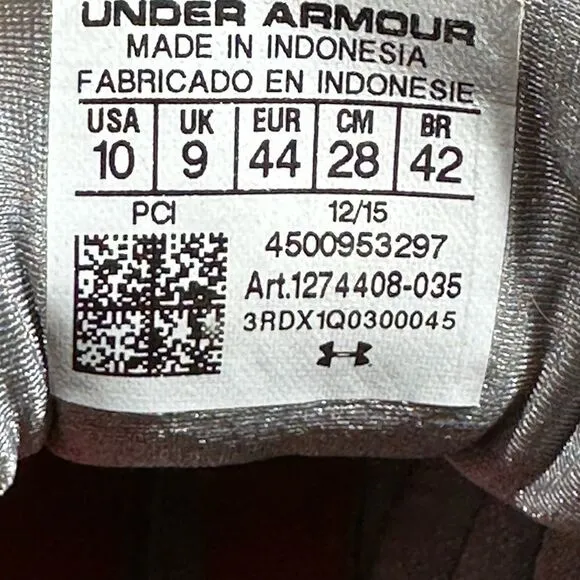 UNDER ARMOUR
MADE IN INDONESIA
FABRICADO EN INDONESIE
USA UK EUR CM BR
10 9 44 28 42
PCI 12/15
4500953297
Art.1274408-035
3RDX1Q0300045